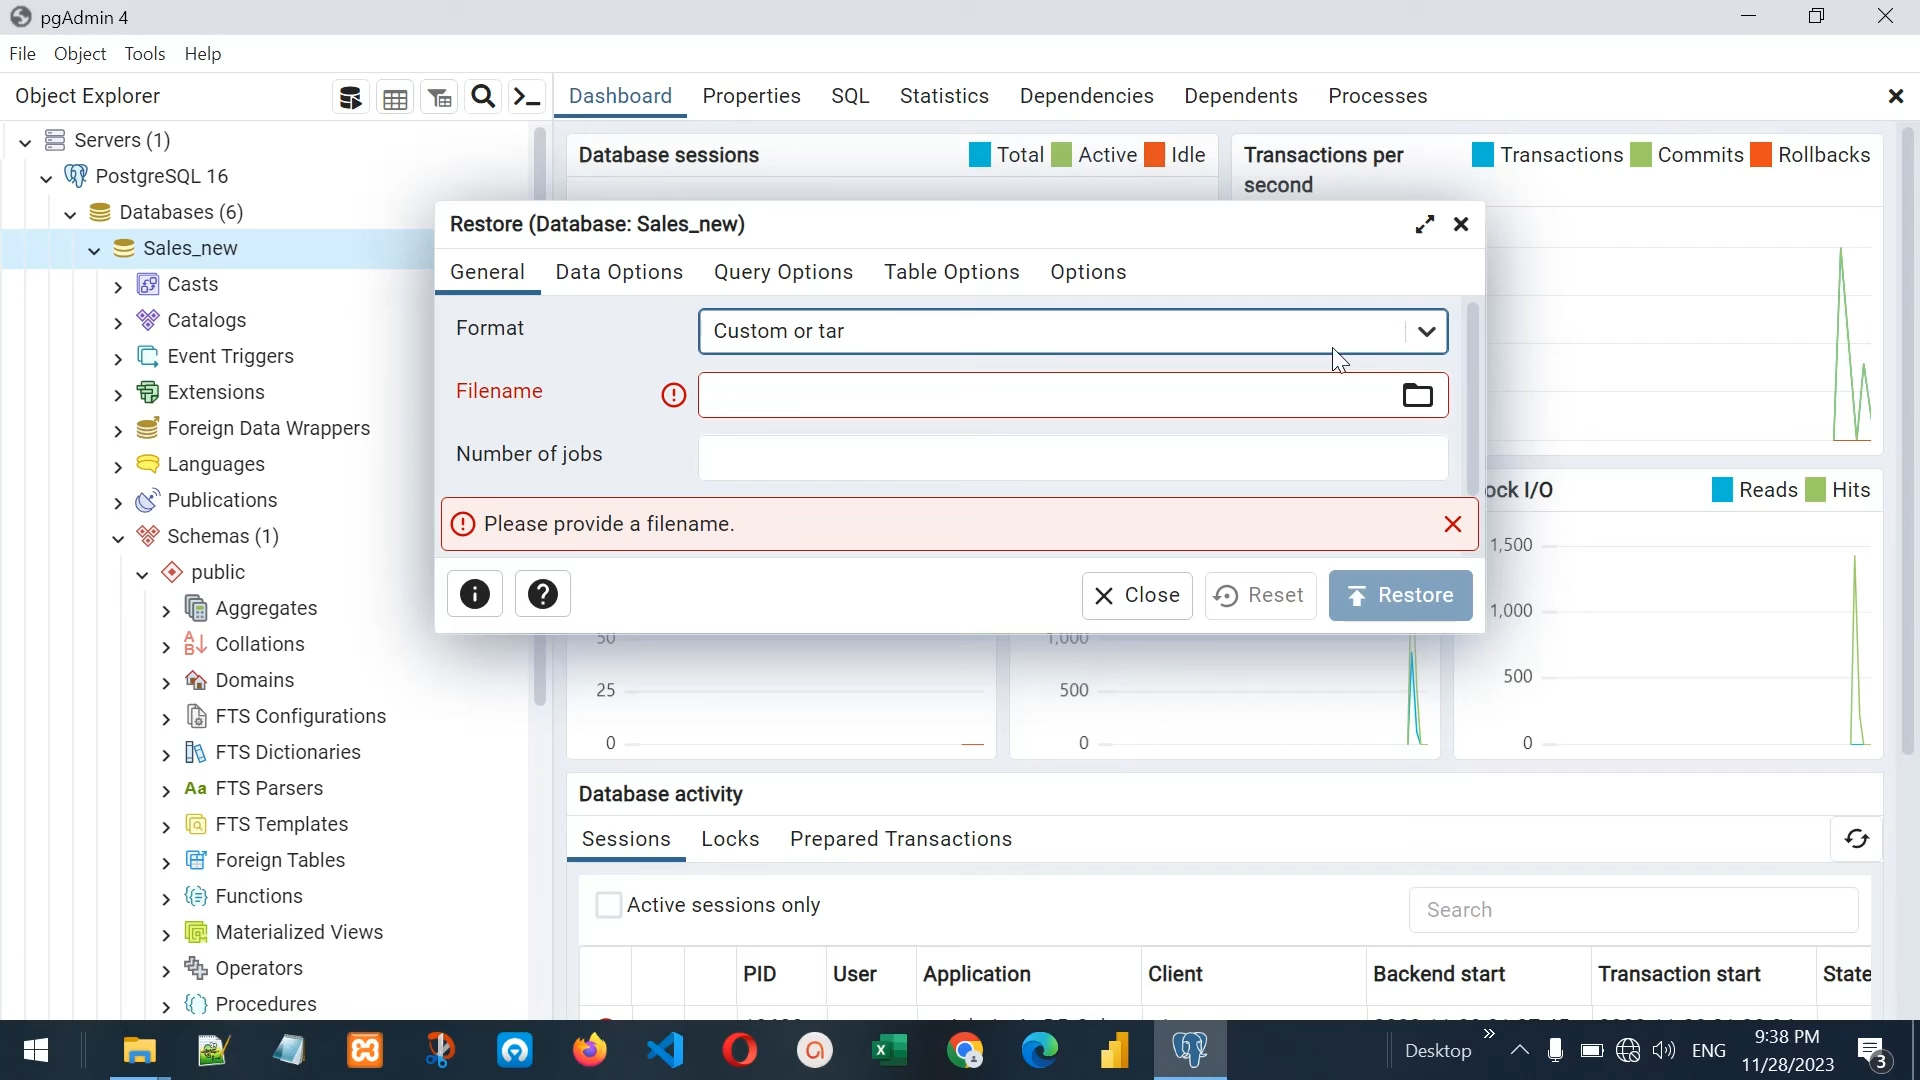 pgAdmin 4
File Object Tools Help
Object Explorer
Dashboard Properties SQL Statistics Dependencies Dependents Processes
Servers (1)
PostgreSQL 16
Databases (6)
Sales_new
Casts
Catalogs
Event Triggers
Extensions
Foreign Data Wrappers
Languages
Publications
Schemas (1)
public
Aggregates
Collations
Domains
FTS Configurations
FTS Dictionaries
Aa FTS Parsers
FTS Templates
Foreign Tables
Functions
Materialized Views
Operators
Procedures
Database sessions
Total Active Idle
Transactions per
second
Transactions Commits Rollbacks
Restore (Database: Sales_new)
General Data Options Query Options Table Options Options
Format Custom or tar
Filename
Number of jobs
Please provide a filename.
Close Reset Restore
ock I/O
Reads Hits
1,500
1,000
500
0
50
25
0
1,000
500
0
Database activity
Sessions Locks Prepared Transactions
Active sessions only
Search
PID User Application Client Backend start Transaction start State
Desktop
ENG
9:38 PM
11/28/2023
3